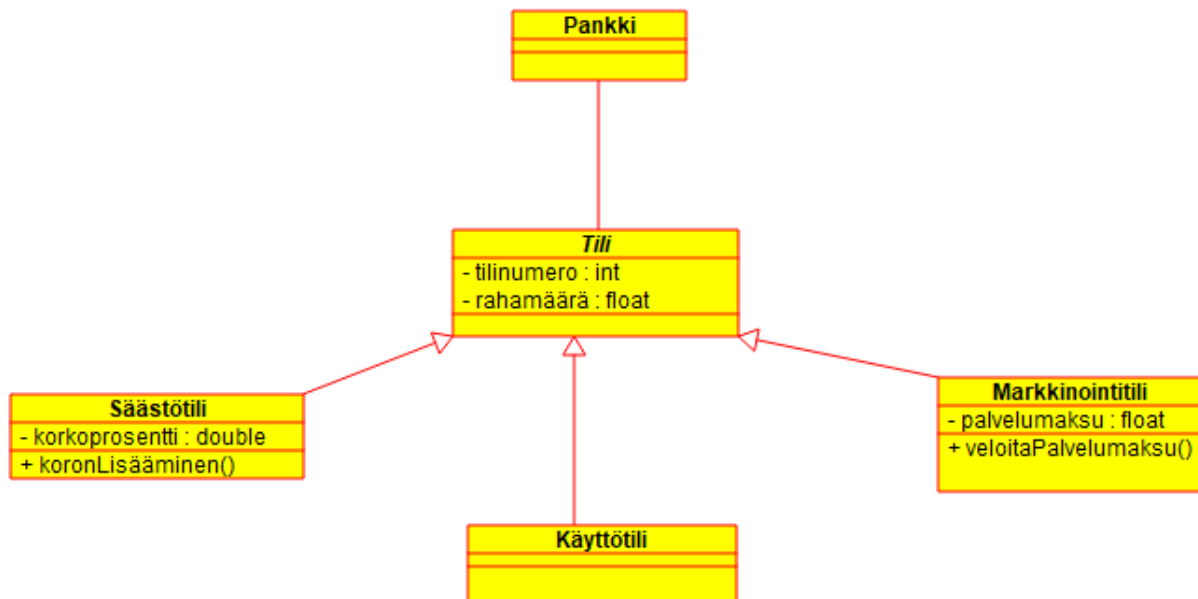 Pankki
Tili
- tilinumero : int
- rahamäärä : float
Säästötili
- korkoprosentti : double
+ koronLisääminen()
Markkinointitili
- palvelumaksu : float
+ veloitaPalvelumaksu()
Käyttötili